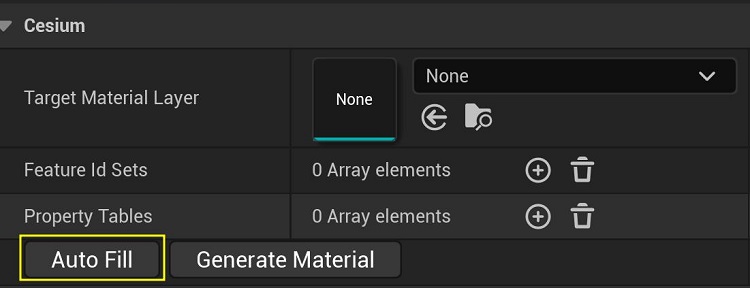 Cesium
Target Material Layer
None
None
Feature Id Sets
0 Array elements
Property Tables
0 Array elements
Auto Fill
Generate Material